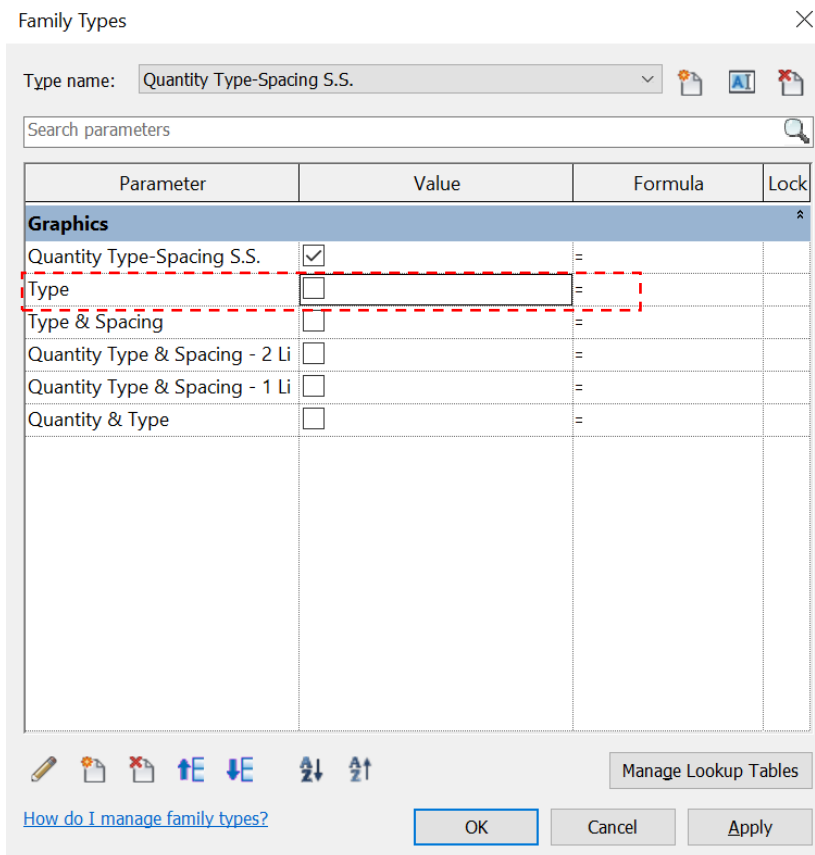 Family Types
Type name: Quantity Type-Spacing S.S.
Search parameters
Parameter Value Formula Lock
Graphics
Quantity Type-Spacing S.S. =
Type =
Type & Spacing =
Quantity Type & Spacing - 2 Li =
Quantity Type & Spacing - 1 Li =
Quantity & Type =
Manage Lookup Tables
How do I manage family types? OK Cancel Apply